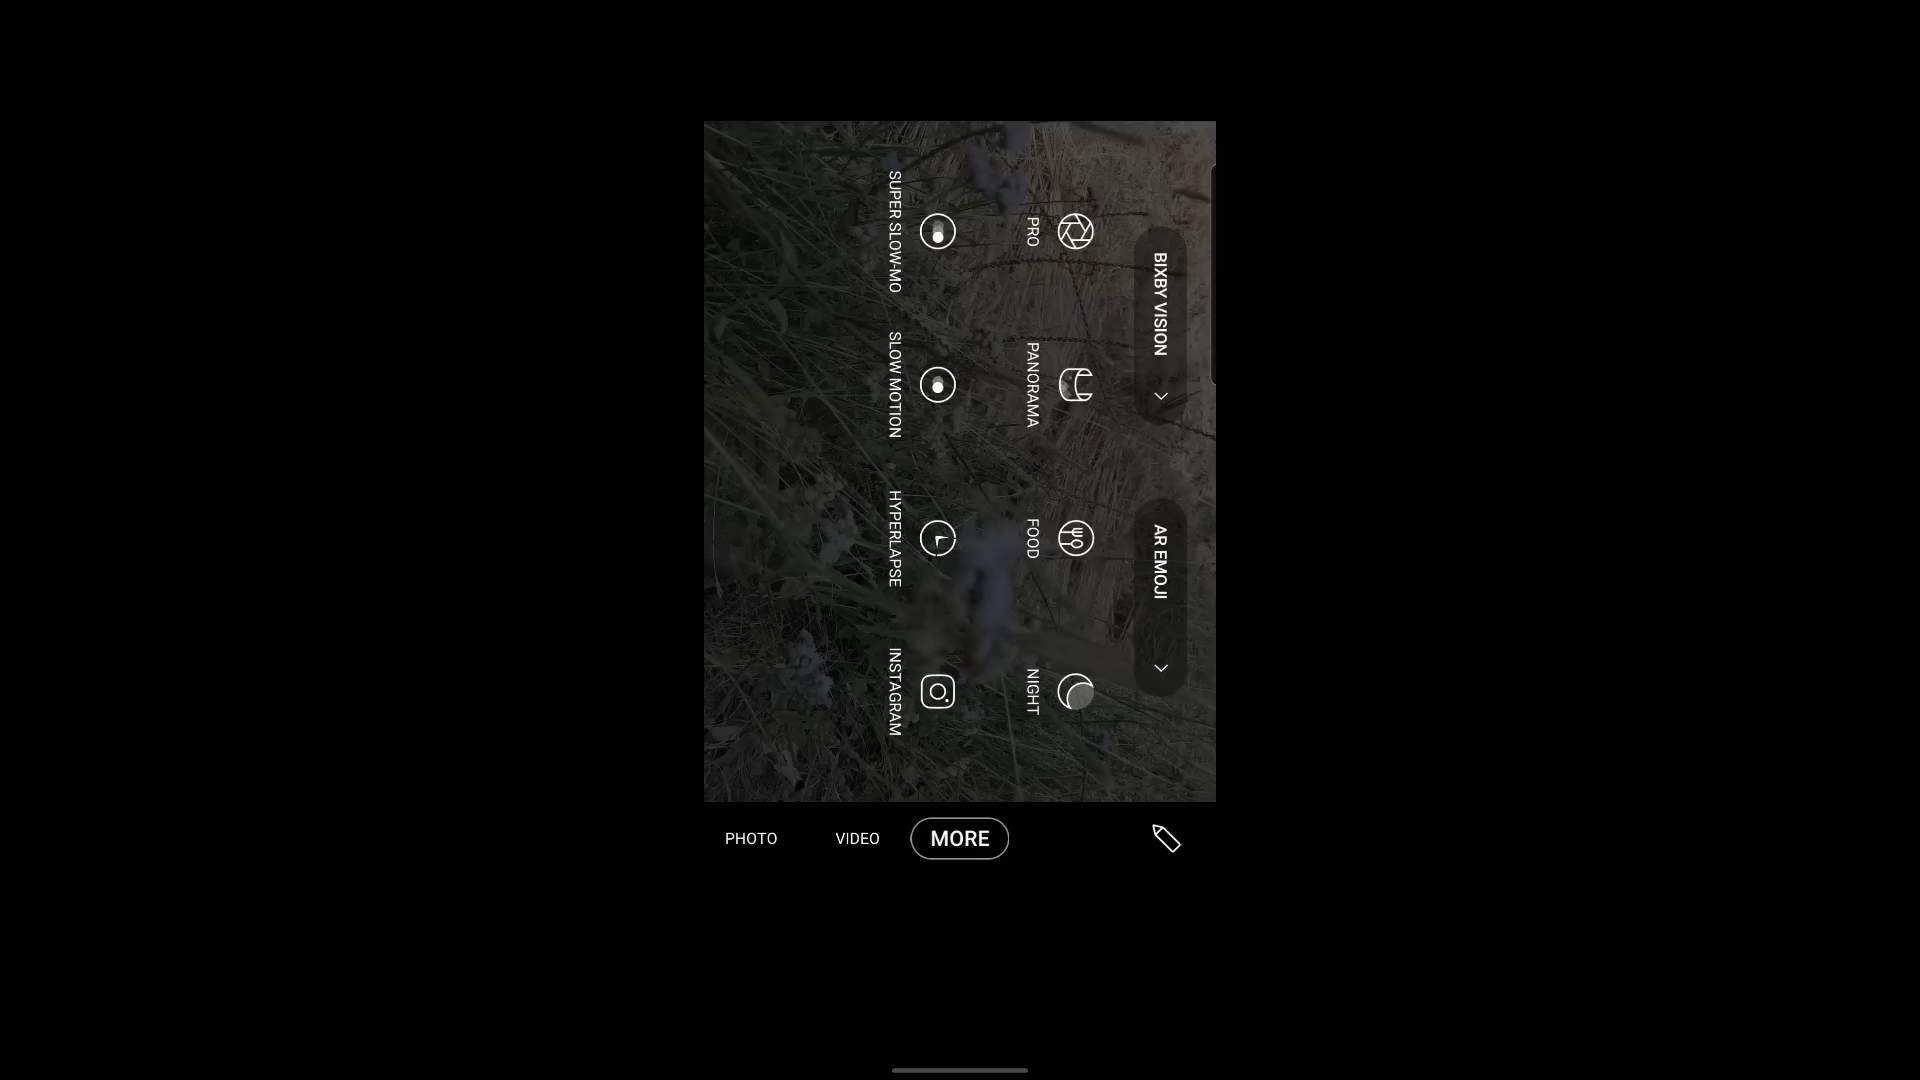 BIXBY VISION
AR EMOJI
PRO
PANORAMA
FOOD
NIGHT
SUPER SLOW-MO
SLOW MOTION
HYPERLAPSE
INSTAGRAM
PHOTO
VIDEO
MORE